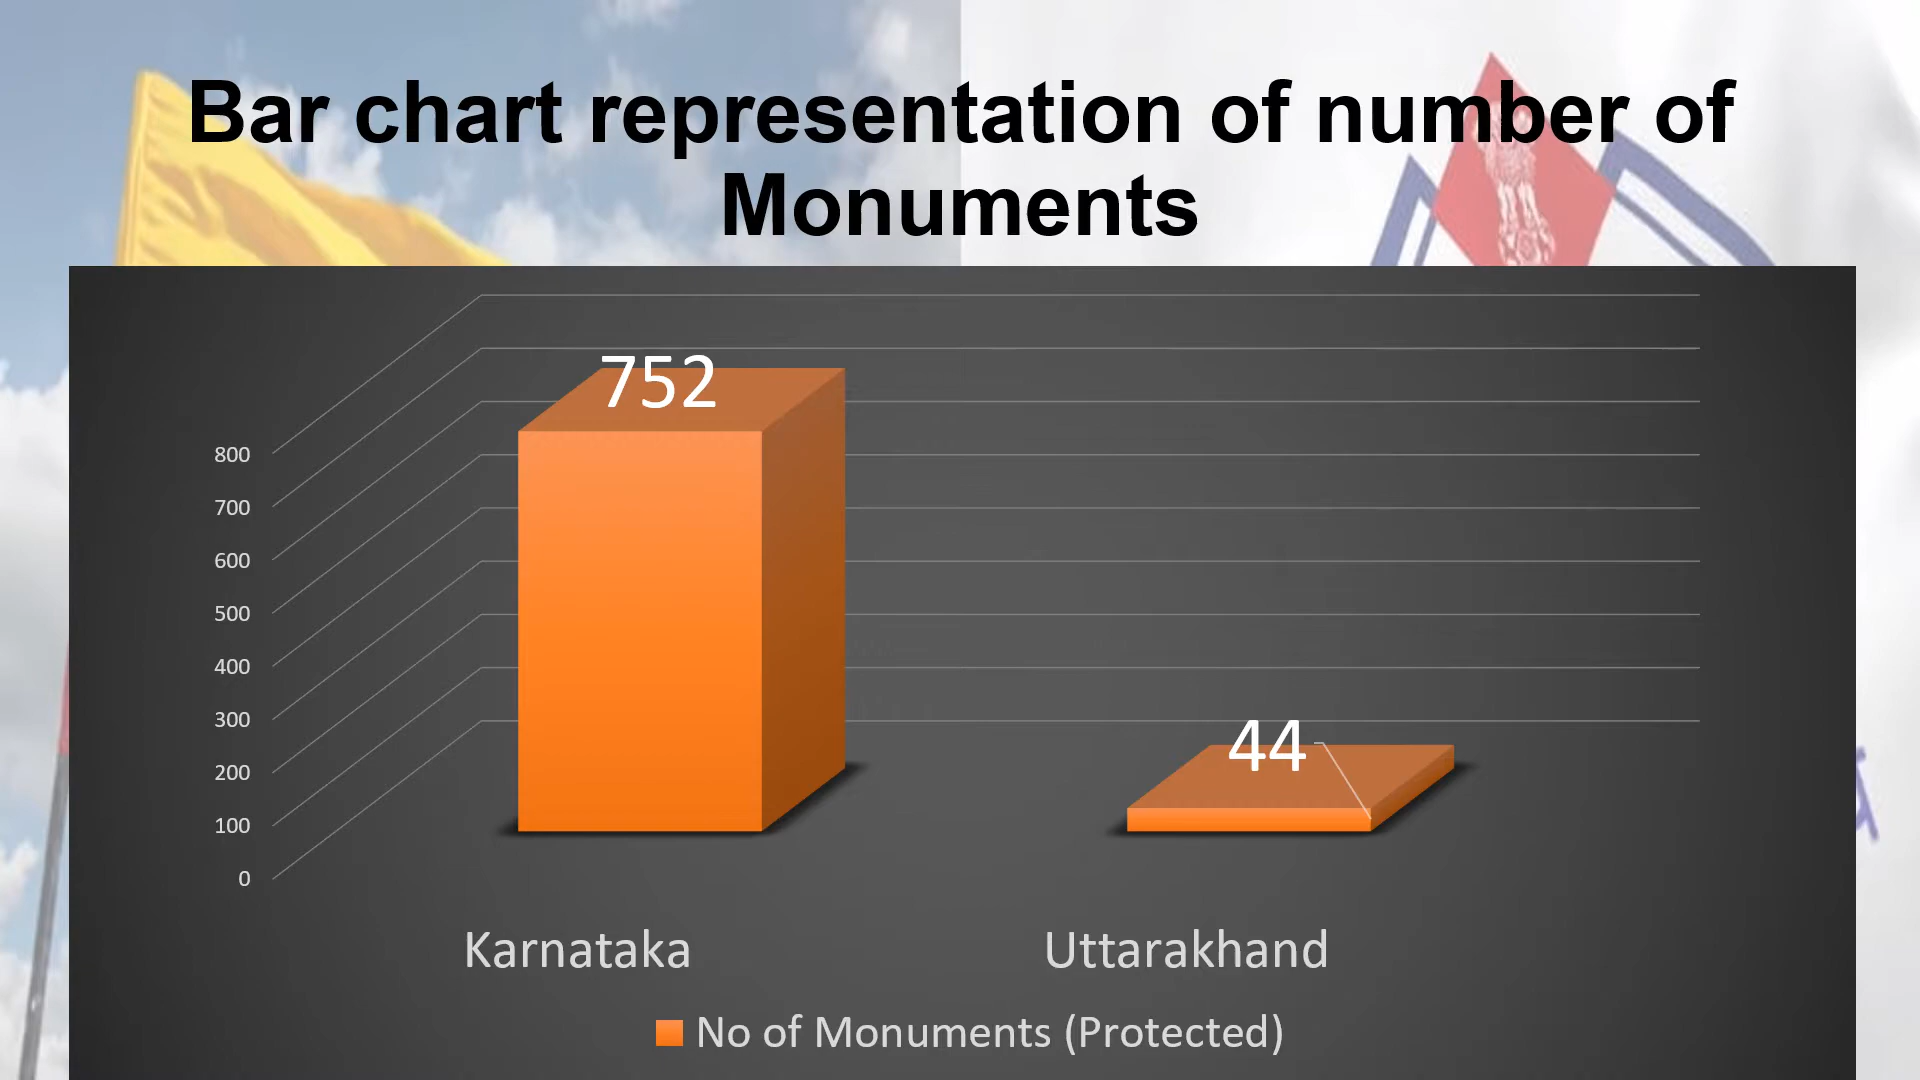 Bar chart representation of number of
Monuments
752
800
700
600
500
400
300
200
100
0
44
Karnataka
Uttarakhand
No of Monuments (Protected)